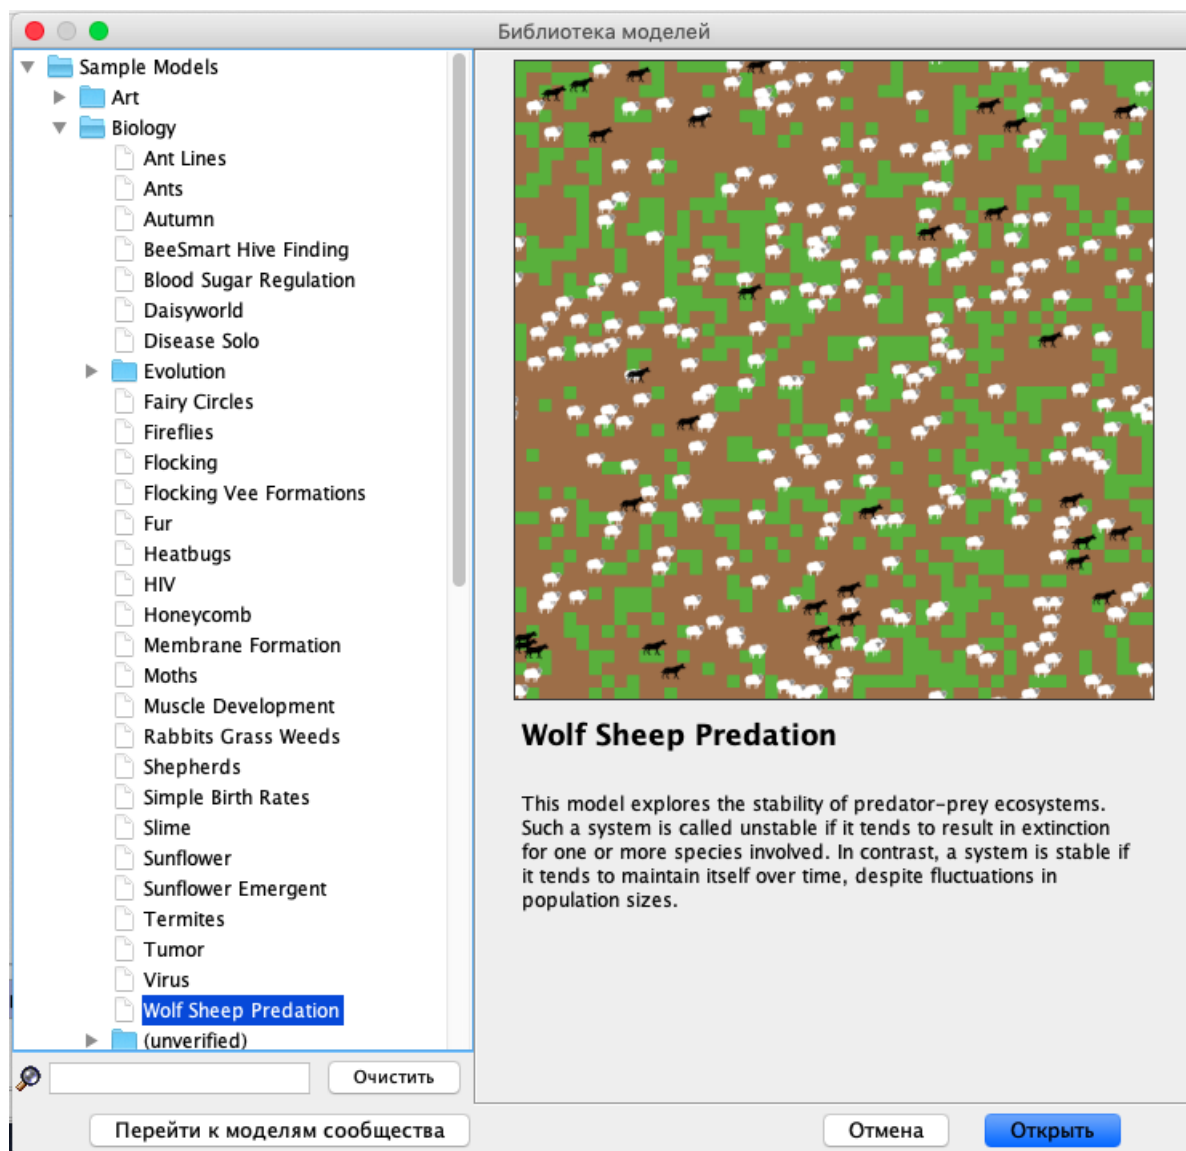 Библиотека моделей
Sample Models
Art
Biology
Ant Lines
Ants
Autumn
BeeSmart Hive Finding
Blood Sugar Regulation
Daisyworld
Disease Solo
Evolution
Fairy Circles
Fireflies
Flocking
Flocking Vee Formations
Fur
Heatbugs
HIV
Honeycomb
Membrane Formation
Moths
Muscle Development
Rabbits Grass Weeds
Shepherds
Simple Birth Rates
Slime
Sunflower
Sunflower Emergent
Termites
Tumor
Virus
Wolf Sheep Predation
(unverified)
Очистить
Wolf Sheep Predation
This model explores the stability of predator-prey ecosystems.
Such a system is called unstable if it tends to result in extinction
for one or more species involved. In contrast, a system is stable if
it tends to maintain itself over time, despite fluctuations in
population sizes.
Перейти к моделям сообщества
Отмена
Открыть